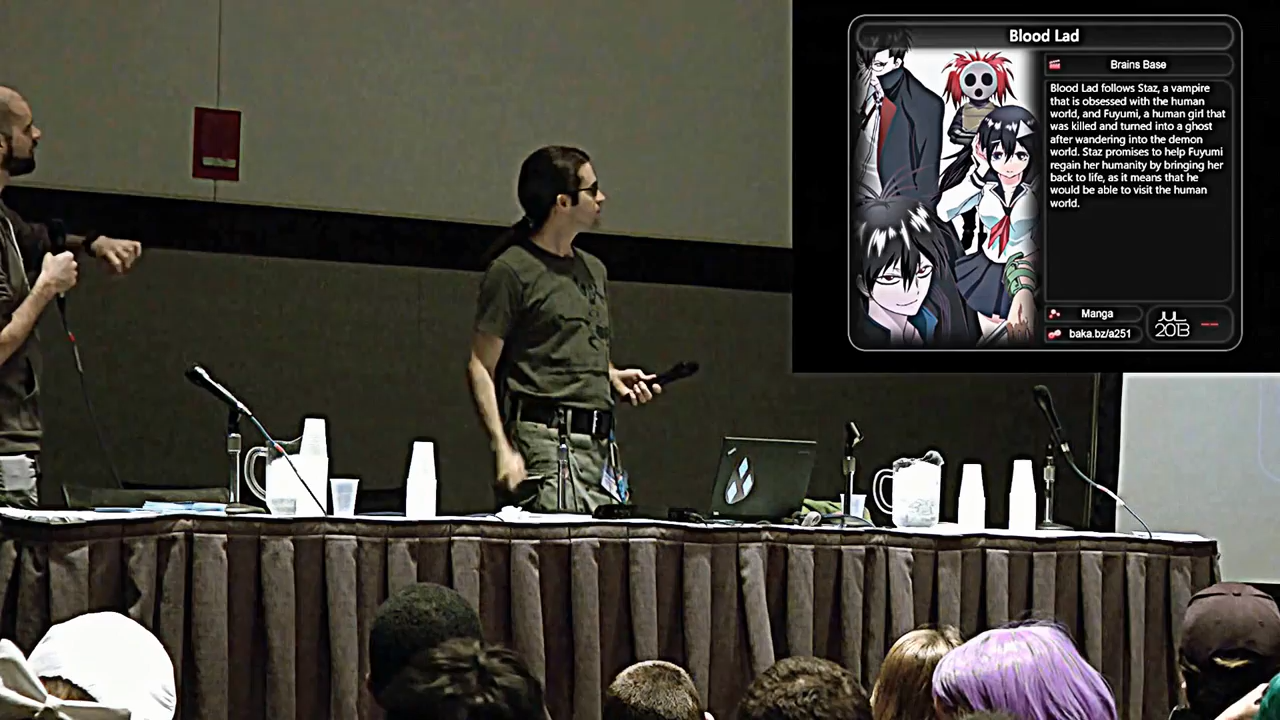 Blood Lad
Brains Base
Blood Lad follows Staz, a vampire
that is obsessed with the human
world, and Fuyumi, a human girl that
was killed and turned into a ghost
after wandering into the demon
world. Staz promises to help Fuyumi
regain her humanity by bringing her
back to life, as it means that he
would be able to visit the human
world.
Manga
baka.bz/a251
JUL
2013